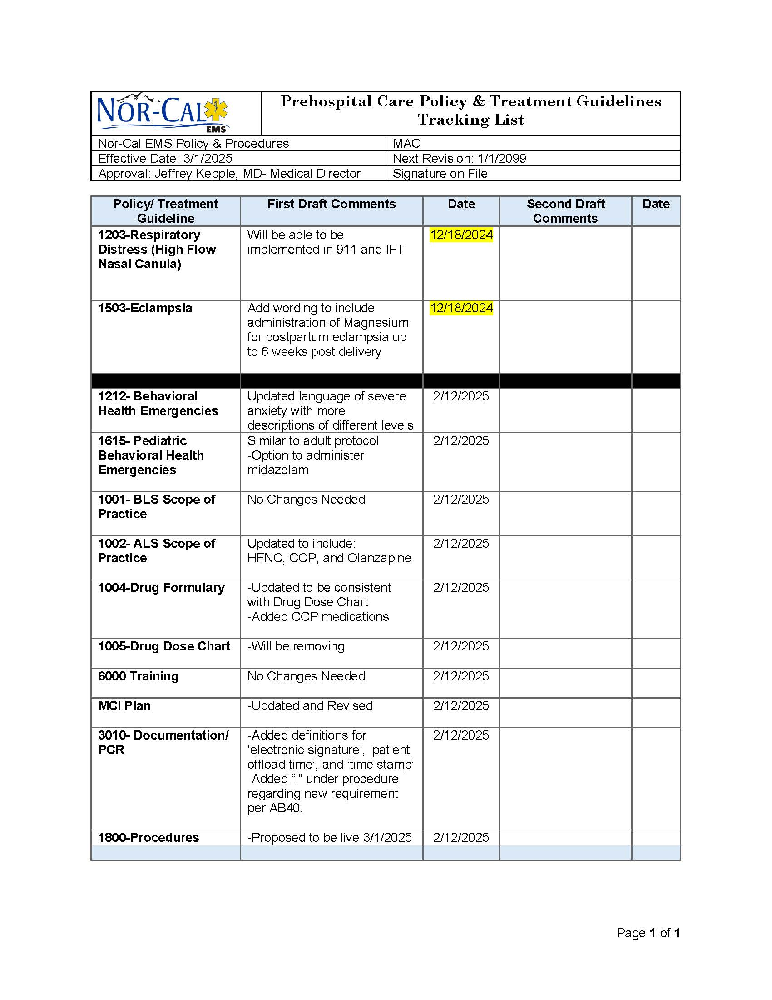 NOR-CAL
EMS
Prehospital Care Policy & Treatment Guidelines
Tracking List
Nor-Cal EMS Policy & Procedures
MAC
Effective Date: 3/1/2025
Next Revision: 1/1/2099
Approval: Jeffrey Kepple, MD- Medical Director
Signature on File
Policy/ Treatment
Guideline
First Draft Comments
Date
Second Draft
Comments
Date
1203-Respiratory
Distress (High Flow
Nasal Canula)
Will be able to be
implemented in 911 and IFT
12/18/2024
1503-Eclampsia
Add wording to include
administration of Magnesium
for postpartum eclampsia up
to 6 weeks post delivery
12/18/2024
1212- Behavioral
Health Emergencies
Updated language of severe
anxiety with more
descriptions of different levels
2/12/2025
1615- Pediatric
Behavioral Health
Emergencies
Similar to adult protocol
-Option to administer
midazolam
2/12/2025
1001- BLS Scope of
Practice
No Changes Needed
2/12/2025
1002- ALS Scope of
Practice
Updated to include:
HFNC, CCP, and Olanzapine
2/12/2025
1004-Drug Formulary
-Updated to be consistent
with Drug Dose Chart
-Added CCP medications
2/12/2025
1005-Drug Dose Chart
-Will be removing
2/12/2025
6000 Training
No Changes Needed
2/12/2025
MCI Plan
-Updated and Revised
2/12/2025
3010- Documentation/
PCR
-Added definitions for
‘electronic signature’, ‘patient
offload time’, and ‘time stamp’
-Added “I” under procedure
regarding new requirement
per AB40.
2/12/2025
1800-Procedures
-Proposed to be live 3/1/2025
2/12/2025
Page 1 of 1